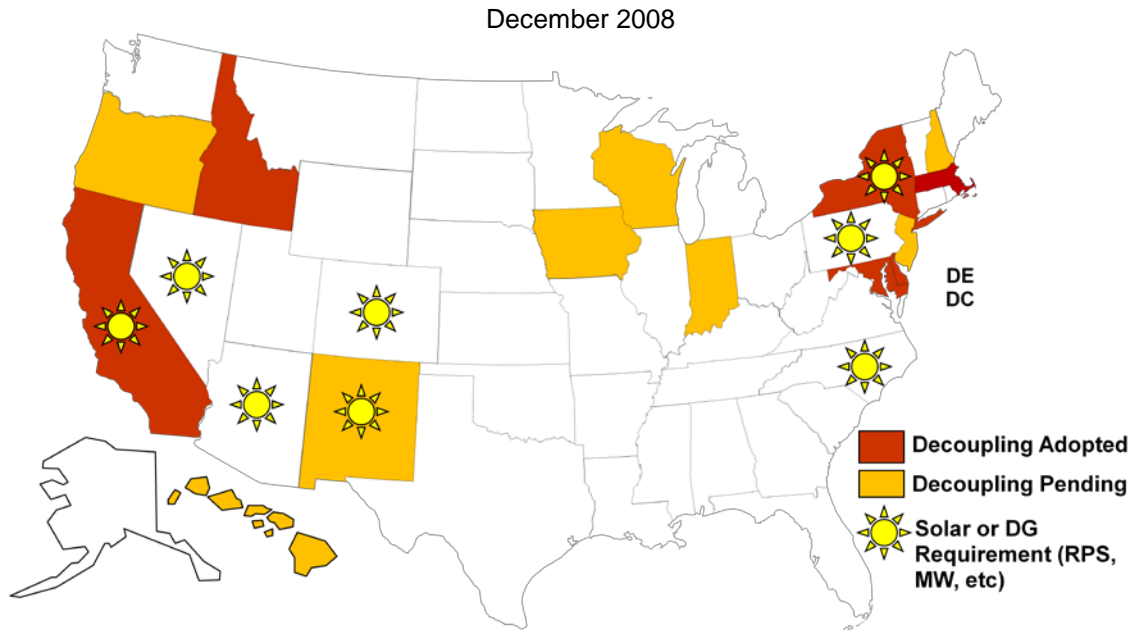 December 2008
DE
DC
Decoupling Adopted
Decoupling Pending
Solar or DG
Requirement (RPS,
MW, etc)